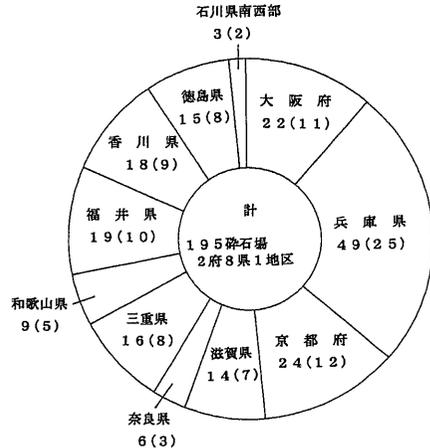 石川県南西部
3(2)
大阪府
22(11)
兵庫県
49(25)
京都府
24(12)
滋賀県
14(7)
奈良県
6(3)
三重県
16(8)
和歌山県
9(5)
福井県
19(10)
香川県
18(9)
徳島県
15(8)
計
195砕石場
2府8県1地区